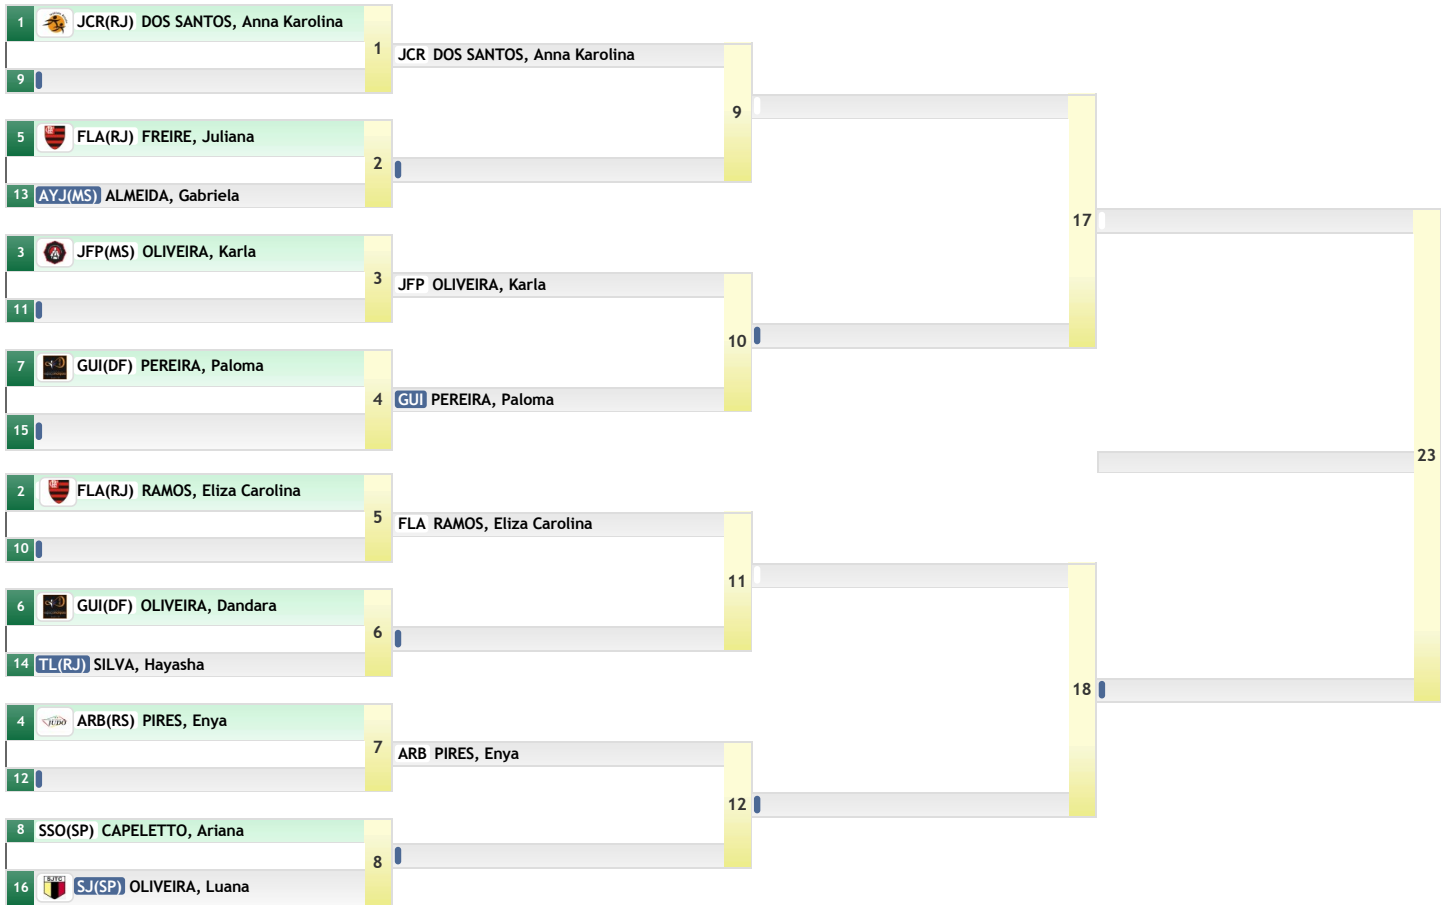 1 JCR(RJ) DOS SANTOS, Anna Karolina
1
JCR DOS SANTOS, Anna Karolina
9
9
5 FLA(RJ) FREIRE, Juliana
2
13 AYJ(MS) ALMEIDA, Gabriela
17
3 JFP(MS) OLIVEIRA, Karla
3
JFP OLIVEIRA, Karla
11
10
7 GUI(DF) PEREIRA, Paloma
4
GUI PEREIRA, Paloma
15
23
2 FLA(RJ) RAMOS, Eliza Carolina
5
FLA RAMOS, Eliza Carolina
10
11
6 GUI(DF) OLIVEIRA, Dandara
6
14 TL(RJ) SILVA, Hayasha
18
4 JUDÔ ARB(RS) PIRES, Enya
7
ARB PIRES, Enya
12
12
8 SSO(SP) CAPELETTO, Ariana
8
16 SJTC SJ(SP) OLIVEIRA, Luana